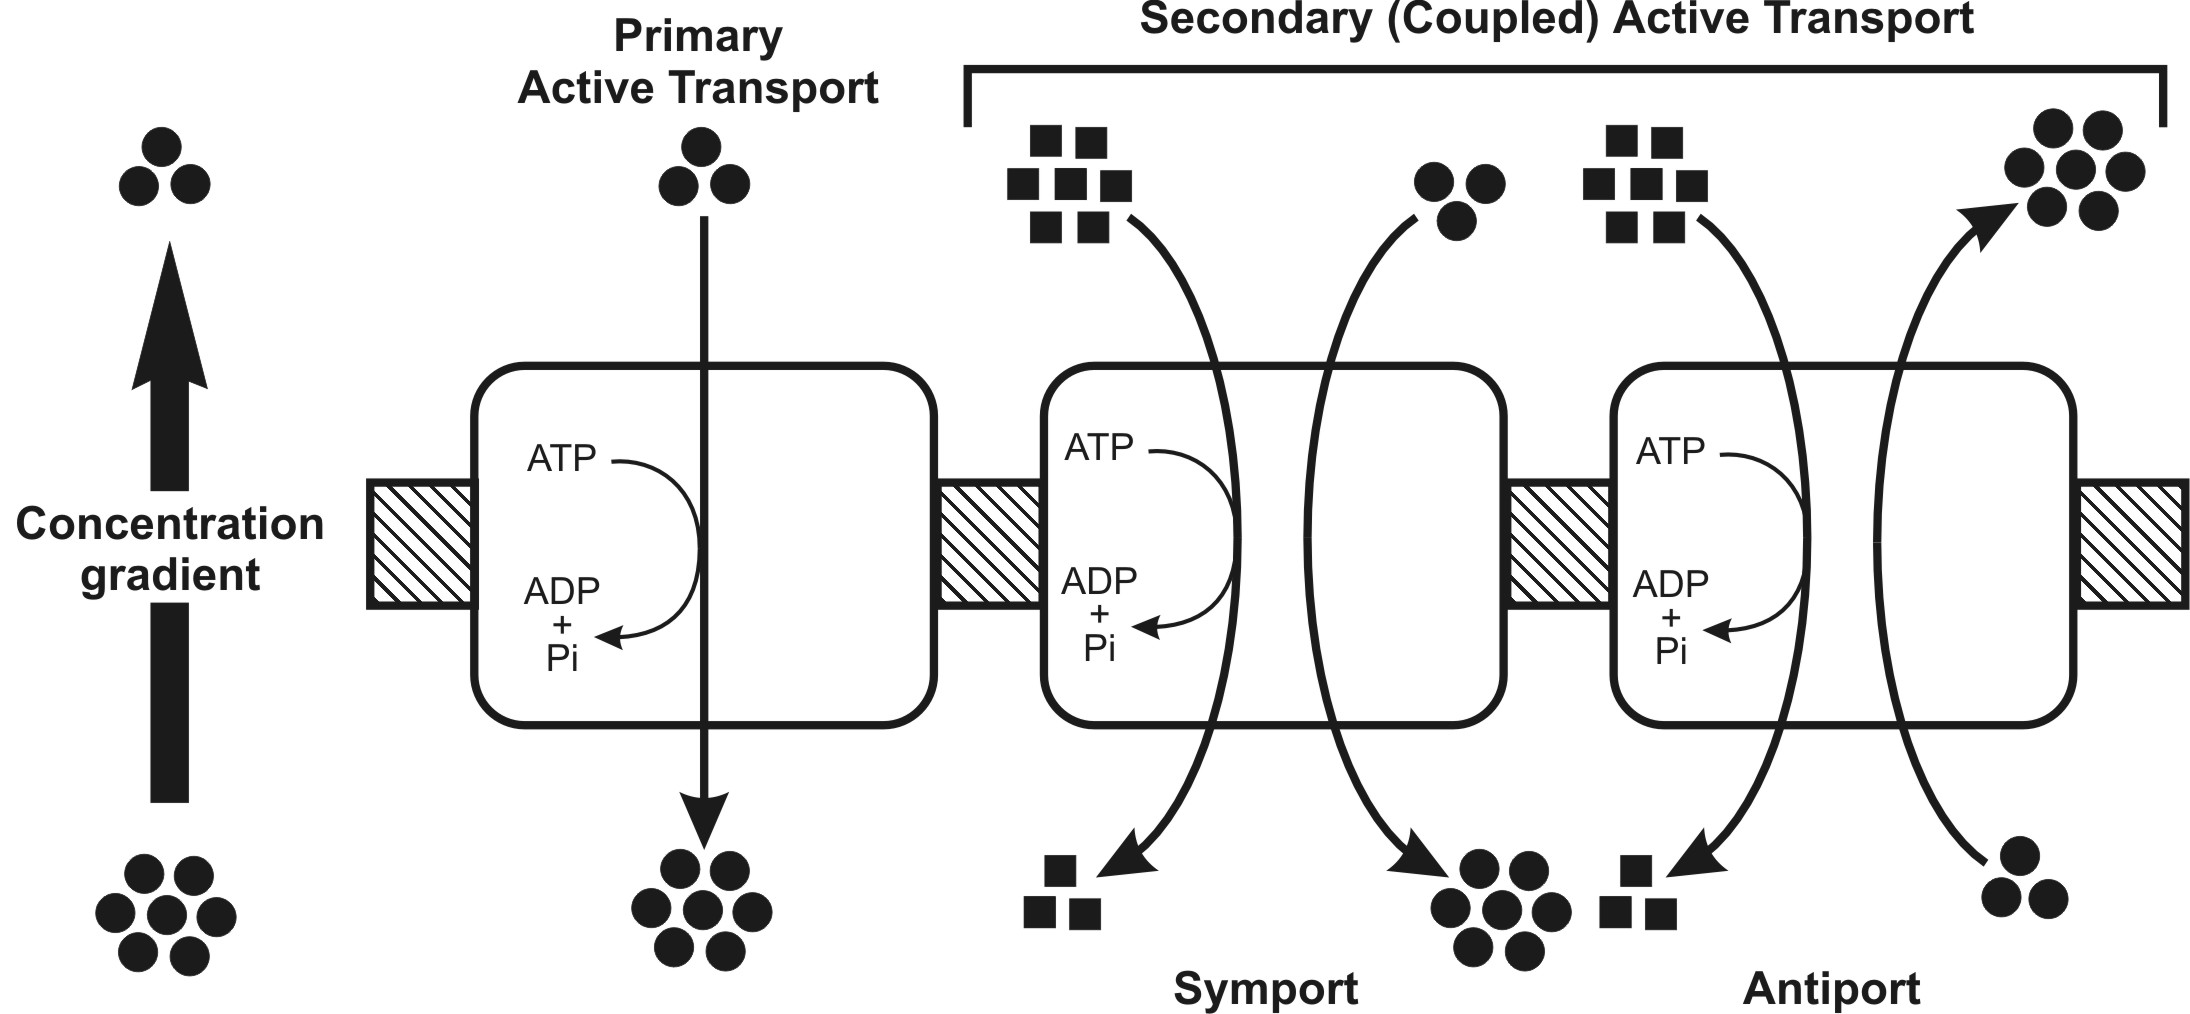 Primary
Active Transport
Secondary (Coupled) Active Transport
Concentration
gradient
ATP
ADP
+
Pi
ATP
ADP
+
Pi
ATP
ADP
+
Pi
Symport
Antiport